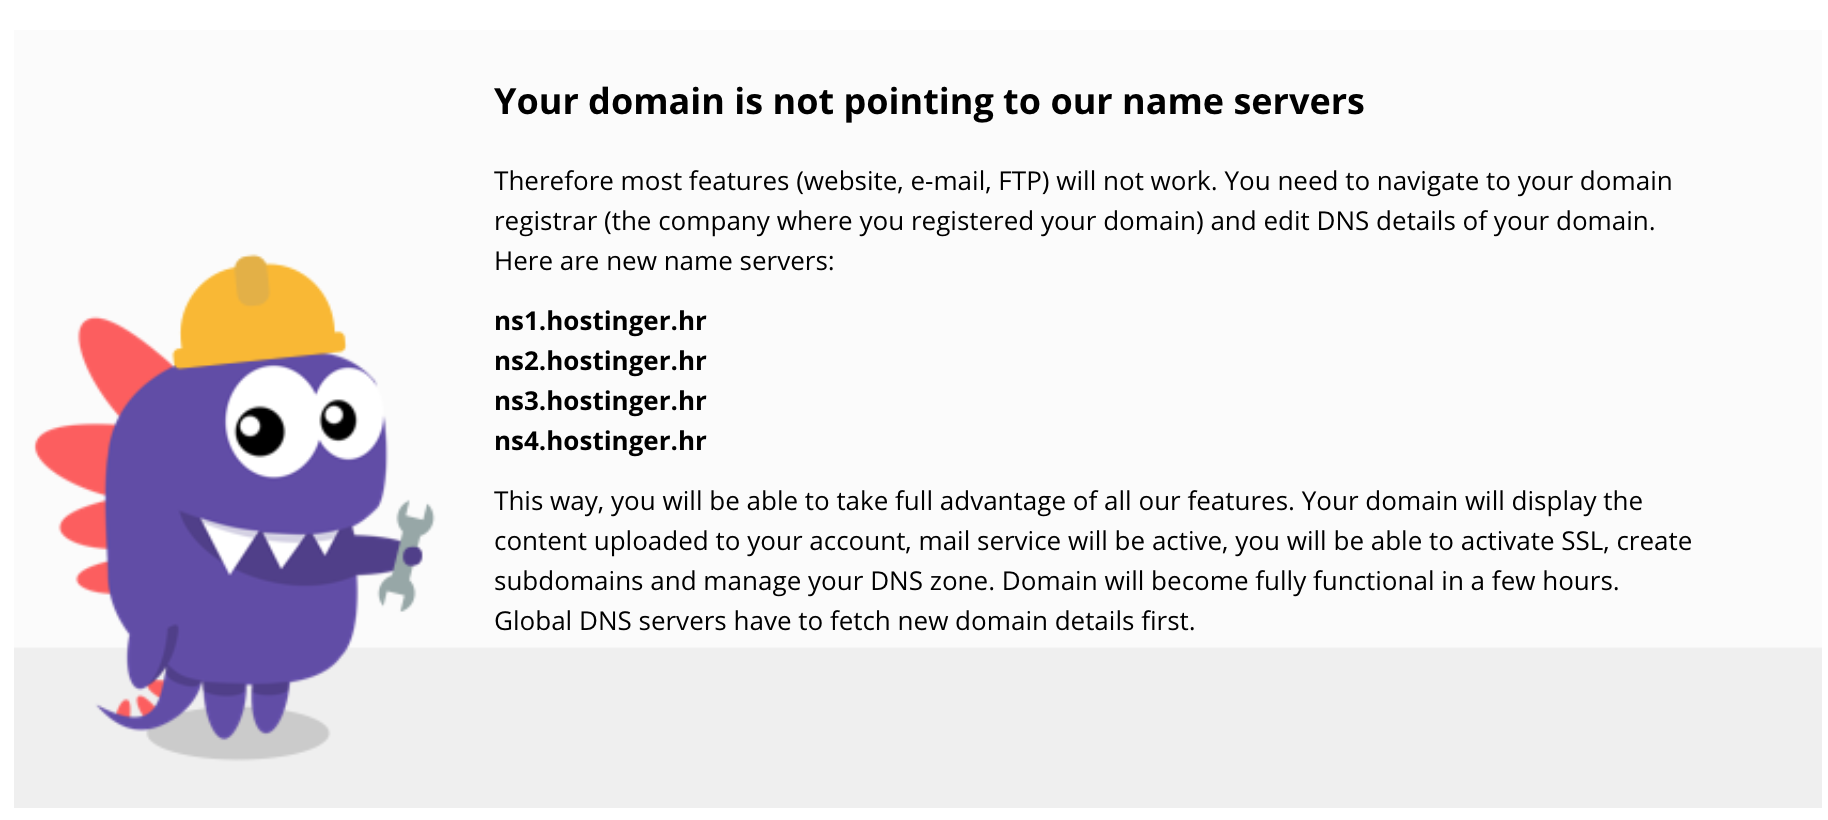 Your domain is not pointing to our name servers
Therefore most features (website, e-mail, FTP) will not work. You need to navigate to your domain
registrar (the company where you registered your domain) and edit DNS details of your domain.
Here are new name servers:
ns1.hostinger.hr
ns2.hostinger.hr
ns3.hostinger.hr
ns4.hostinger.hr
This way, you will be able to take full advantage of all our features. Your domain will display the
content uploaded to your account, mail service will be active, you will be able to activate SSL, create
subdomains and manage your DNS zone. Domain will become fully functional in a few hours.
Global DNS servers have to fetch new domain details first.